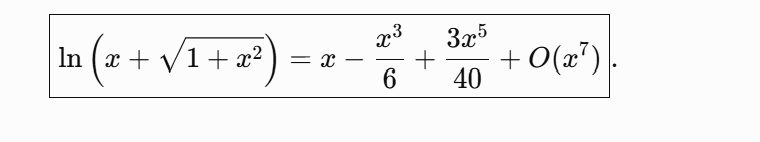 ln(x + √(1 + x²)) = x − x³/6 + 3x⁵/40 + O(x⁷).